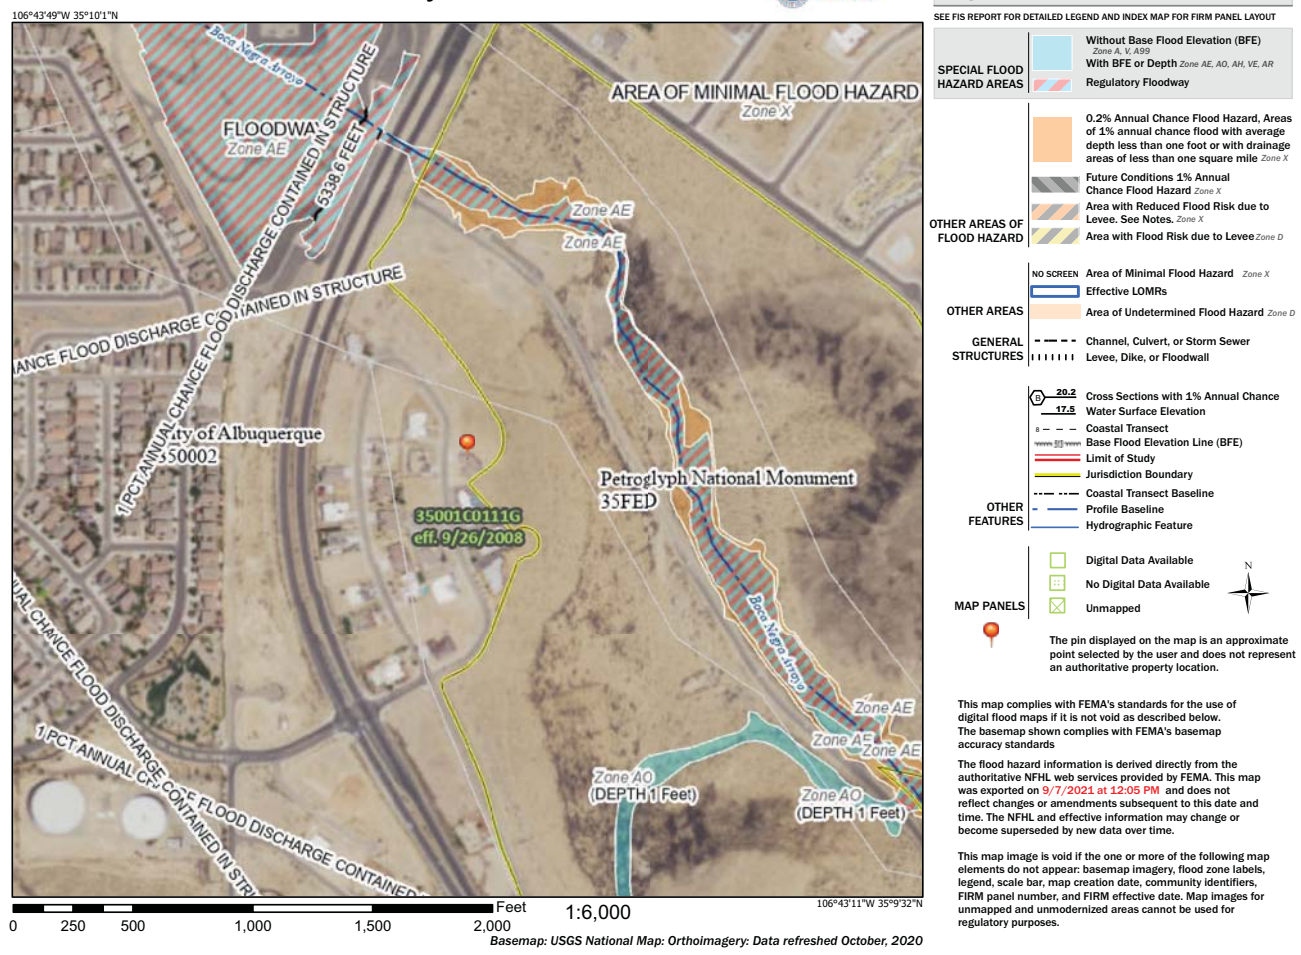 106°43'49"W 35°10'1"N
Boca Negra Arroyo
FLOODWAY
Zone AE
5338.6 FEET
1 PCT ANNUAL CHANCE FLOOD DISCHARGE CONTAINED IN STRUCTURE
AREA OF MINIMAL FLOOD HAZARD
Zone X
Zone AE
Zone AE
ANCE FLOOD DISCHARGE CONTAINED IN STRUCTURE
ity of Albuquerque
350002
Petroglyph National Monument
35FED
35001C0111G
eff. 9/26/2008
Boca Negra Arroyo
UAL CHANCE FLOOD DISCHARGE CONTAINED IN STR
1 PCT ANNUAL CHANCE FLOOD DISCHARGE CONTAINED
Zone AE
Zone AE
Zone AE
Zone AO
(DEPTH 1 Feet)
Zone AO
(DEPTH 1 Feet)
Feet
0 250 500 1,000 1,500 2,000
1:6,000
106°43'11"W 35°9'32"N
Basemap: USGS National Map: Orthoimagery: Data refreshed October, 2020
SEE FIS REPORT FOR DETAILED LEGEND AND INDEX MAP FOR FIRM PANEL LAYOUT
SPECIAL FLOOD
HAZARD AREAS
Without Base Flood Elevation (BFE)
Zone A, V, A99
With BFE or Depth Zone AE, AO, AH, VE, AR
Regulatory Floodway
OTHER AREAS OF
FLOOD HAZARD
0.2% Annual Chance Flood Hazard, Areas
of 1% annual chance flood with average
depth less than one foot or with drainage
areas of less than one square mile Zone X
Future Conditions 1% Annual
Chance Flood Hazard Zone X
Area with Reduced Flood Risk due to
Levee. See Notes. Zone X
Area with Flood Risk due to Levee Zone D
OTHER AREAS
NO SCREEN Area of Minimal Flood Hazard Zone X
Effective LOMRs
Area of Undetermined Flood Hazard Zone D
GENERAL
STRUCTURES
Channel, Culvert, or Storm Sewer
Levee, Dike, or Floodwall
OTHER
FEATURES
B 20.2 Cross Sections with 1% Annual Chance
17.5 Water Surface Elevation
8 Coastal Transect
Base Flood Elevation Line (BFE)
Limit of Study
Jurisdiction Boundary
Coastal Transect Baseline
Profile Baseline
Hydrographic Feature
MAP PANELS
Digital Data Available
No Digital Data Available
Unmapped
N
The pin displayed on the map is an approximate
point selected by the user and does not represent
an authoritative property location.
This map complies with FEMA's standards for the use of
digital flood maps if it is not void as described below.
The basemap shown complies with FEMA's basemap
accuracy standards
The flood hazard information is derived directly from the
authoritative NFHL web services provided by FEMA. This map
was exported on 9/7/2021 at 12:05 PM and does not
reflect changes or amendments subsequent to this date and
time. The NFHL and effective information may change or
become superseded by new data over time.
This map image is void if the one or more of the following map
elements do not appear: basemap imagery, flood zone labels,
legend, scale bar, map creation date, community identifiers,
FIRM panel number, and FIRM effective date. Map images for
unmapped and unmodernized areas cannot be used for
regulatory purposes.